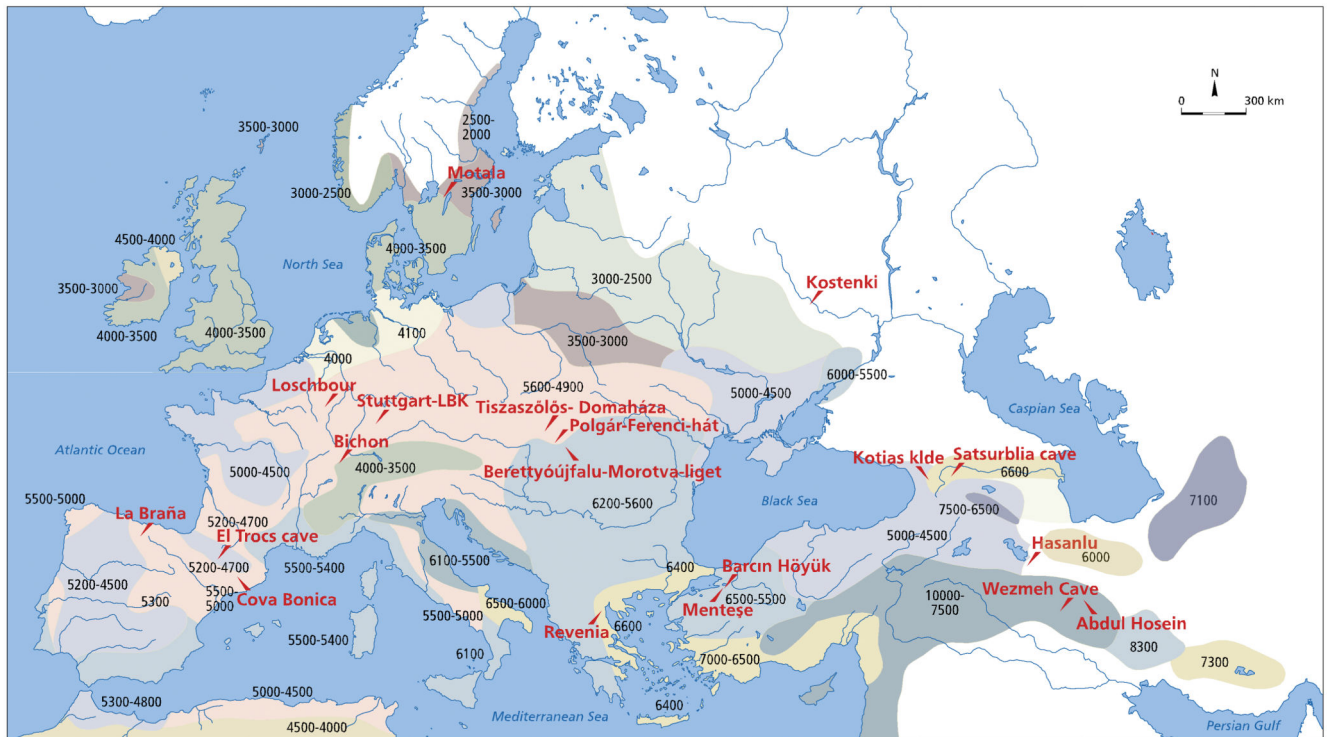 N
0 300 km
3500-3000
2500-
2000
Motala
3500-3000
3000-2500
4500-4000
North Sea
4000-3500
3500-3000
4000-3500
4000-3500
3000-2500
Kostenki
4100
4000
3500-3000
6000-5500
5000-4500
5600-4900
Loschbour
Stuttgart-LBK
Tiszaszőlős- Domaháza
Polgár-Ferenci-hát
Caspian Sea
Atlantic Ocean
Bichon
4000-3500
Berettyóújfalu-Morotva-liget
Kotias klde
Satsurblia cave
6600
5000-4500
5500-5000
6200-5600
Black Sea
7500-6500
7100
La Braña
5200-4700
El Trocs cave
5000-4500
Hasanlu
6000
5200-4700
5500-5400
6100-5500
6400
Barcın Höyük
5200-4500
5300
5500-
5000
Cova Bonica
6500-6000
6500-5500
Menteşe
10000-
7500
Wezmeh Cave
Abdul Hosein
5500-5000
Revenia
6600
5500-5400
6100
7000-6500
8300
7300
5300-4800
5000-4500
6400
4500-4000
Mediterranean Sea
Persian Gulf